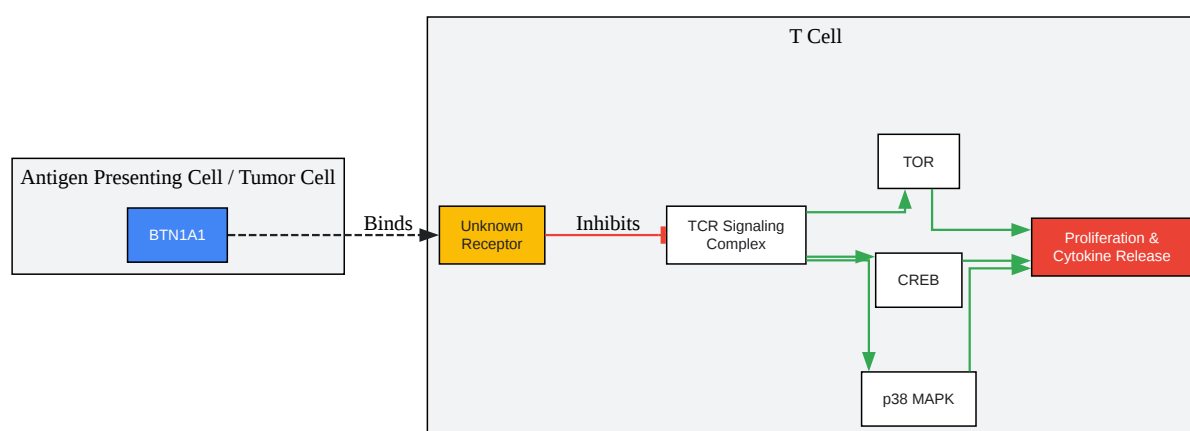 T Cell
Antigen Presenting Cell / Tumor Cell
BTN1A1
Binds
Unknown
Receptor
Inhibits
TCR Signaling
Complex
TOR
CREB
p38 MAPK
Proliferation &
Cytokine Release